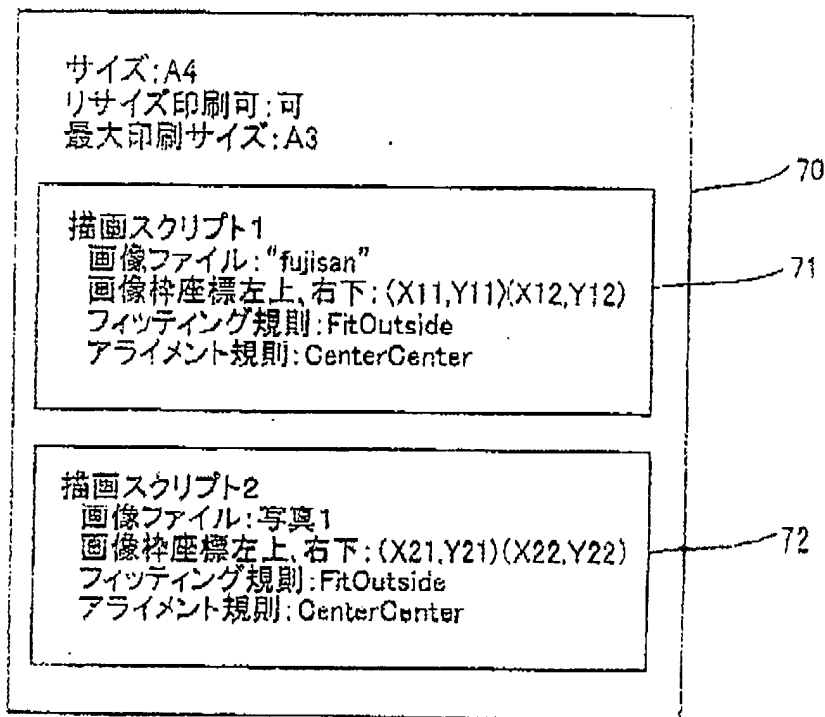 サイズ:A4
リサイズ印刷可:可
最大印刷サイズ:A3
70
描画スクリプト1
画像ファイル:"fujisan"
画像枠座標左上、右下:(X11,Y11)(X12,Y12)
フィッティング規則:FitOutside
アライメント規則:CenterCenter
71
描画スクリプト2
画像ファイル:写真1
画像枠座標左上、右下:(X21,Y21)(X22,Y22)
フィッティング規則:FitOutside
アライメント規則:CenterCenter
72